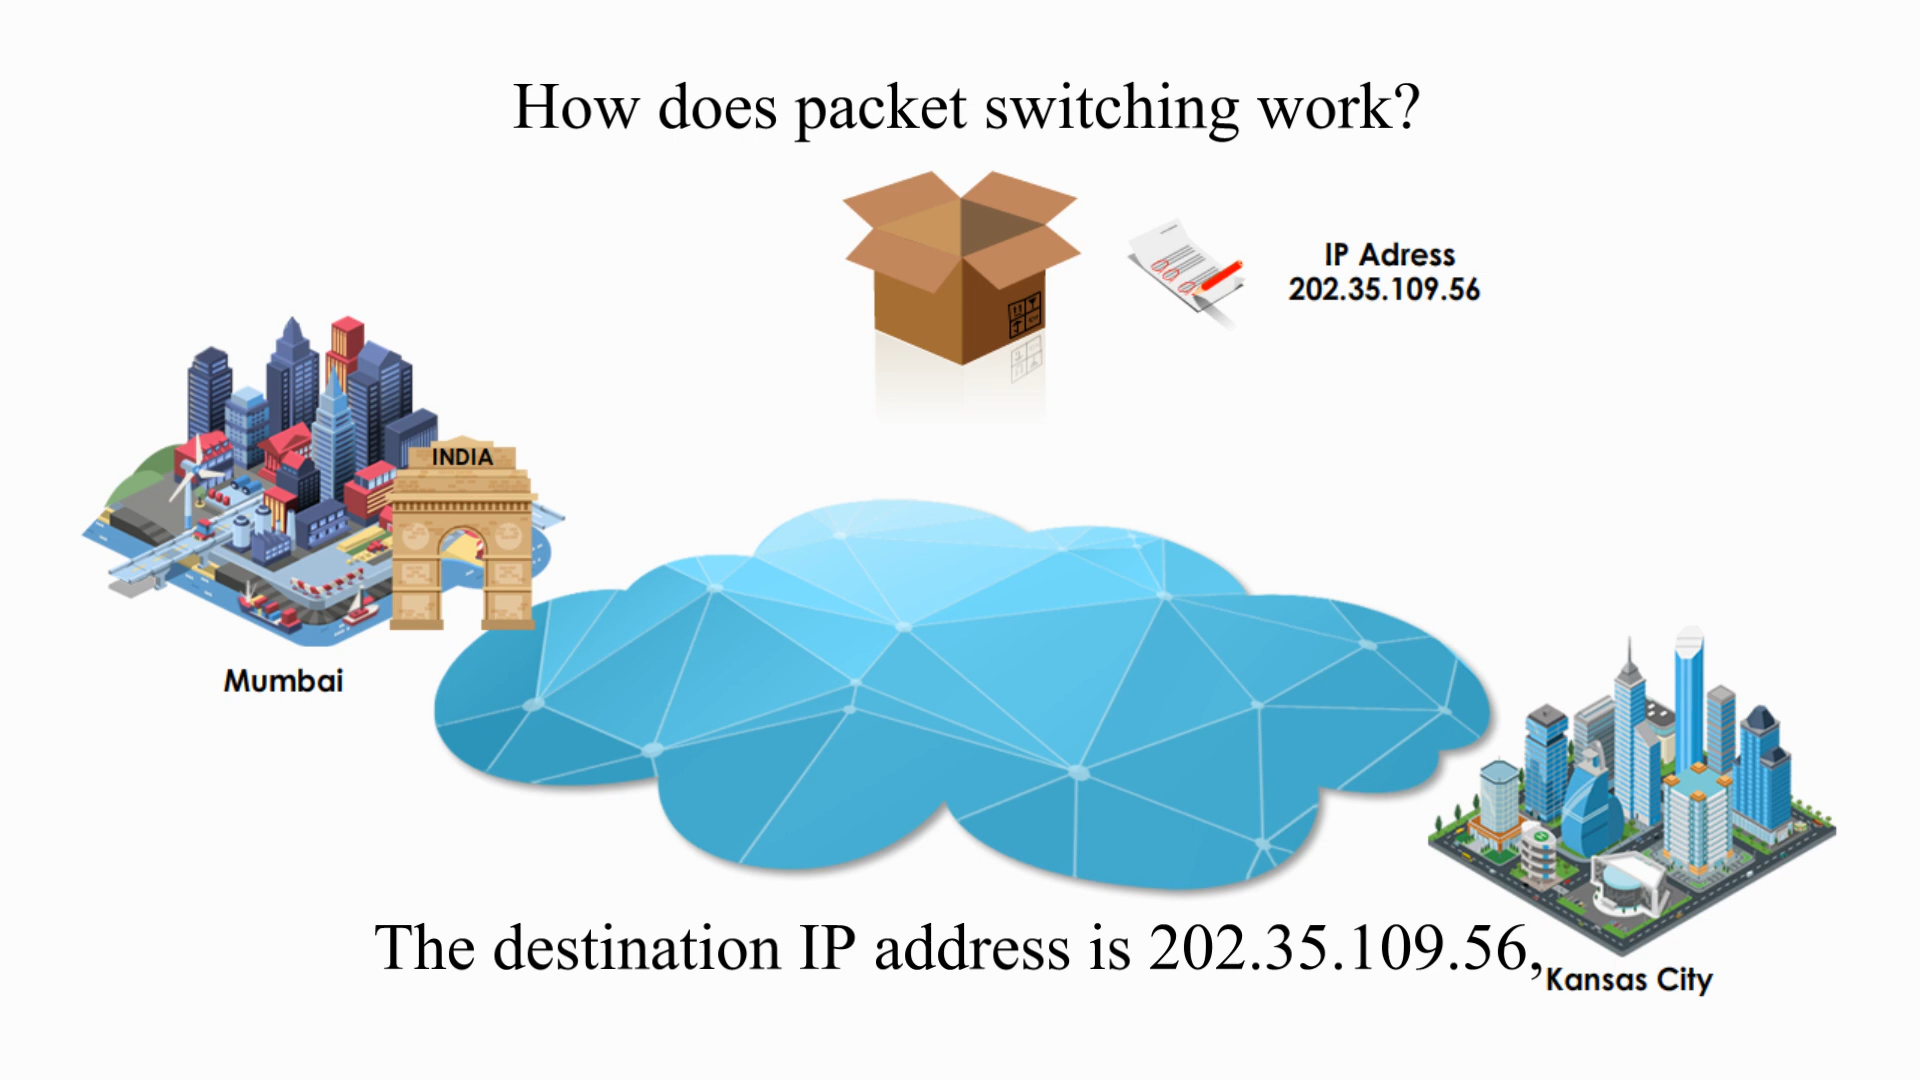 How does packet switching work?
IP Adress
202.35.109.56
INDIA
Mumbai
The destination IP address is 202.35.109.56,
Kansas City